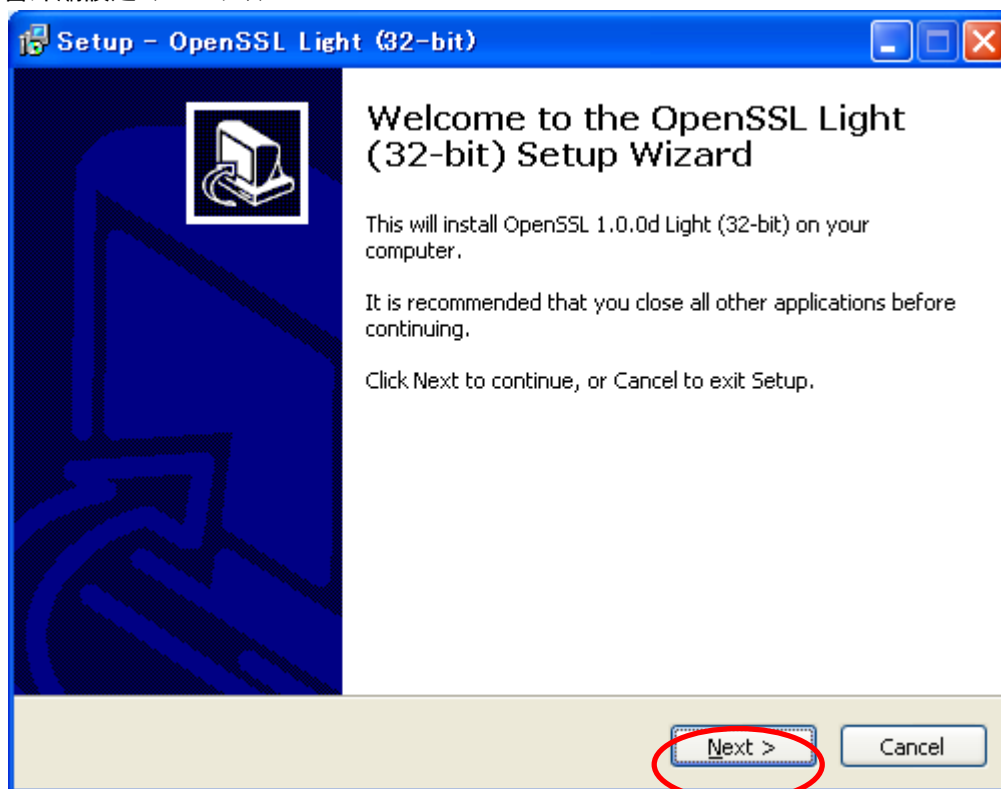 Setup - OpenSSL Light (32-bit)
Welcome to the OpenSSL Light
(32-bit) Setup Wizard
This will install OpenSSL 1.0.0d Light (32-bit) on your
computer.
It is recommended that you close all other applications before
continuing.
Click Next to continue, or Cancel to exit Setup.
Next >
Cancel